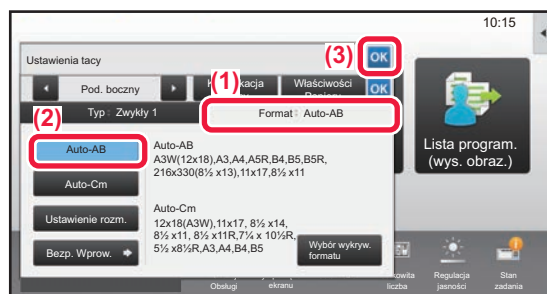 10:15
Ustawienia tacy
(3)
OK
Pod. boczny
(1)
kacja
Właściwości
OK
(2)
Typ : Zwykły 1
Format : Auto-AB
Auto-AB
Auto-AB
A3W(12x18),A3,A4,A5R,B4,B5,B5R,
216x330(8½ x13),11x17,8½ x11
Auto-Cm
Ustawienie rozm.
Auto-Cm
12x18(A3W),11x17, 8½ x14,
8½ x11, 8½ x11R,7¼ x 10½R,
5½ x8½R,A3,A4,B4,B5
Bezp. Wprow.
Wybór wykryw.
formatu
Lista program.
(wys. obraz.)
Obsługi
ekranu
kowita
liczba
Regulacja
jasności
Stan
zadania